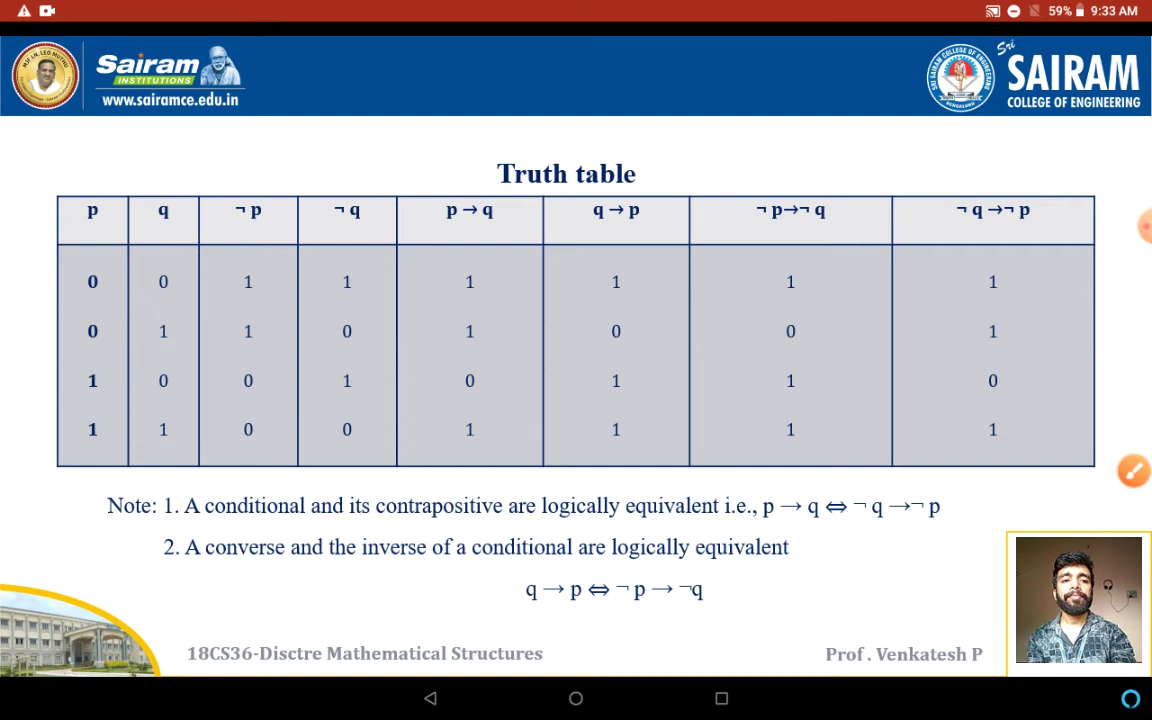 59% 9:33 AM
Sairam
INSTITUTIONS
www.sairamce.edu.in
Sri
SAIRAM
COLLEGE OF ENGINEERING
Truth table
p q ¬ p ¬ q p → q q → p ¬ p→¬ q ¬ q →¬ p
0 0 1 1 1 1 1 1
0 1 1 0 1 0 0 1
1 0 0 1 0 1 1 0
1 1 0 0 1 1 1 1
Note: 1. A conditional and its contrapositive are logically equivalent i.e., p → q ⇔ ¬ q →¬ p
2. A converse and the inverse of a conditional are logically equivalent
q → p ⇔ ¬ p → ¬q
18CS36-Disctre Mathematical Structures
Prof . Venkatesh P